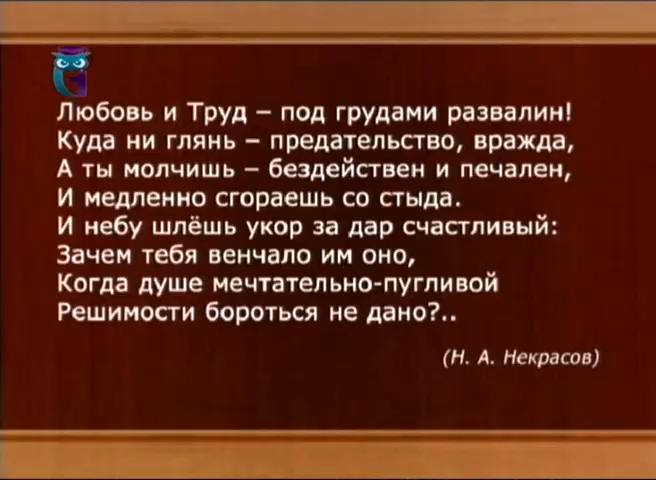 Любовь и Труд – под грудами развалин!
Куда ни глянь – предательство, вражда,
А ты молчишь – бездействен и печален,
И медленно сгораешь со стыда.
И небу шлёшь укор за дар счастливый:
Зачем тебя венчало им оно,
Когда душе мечтательно-пугливой
Решимости бороться не дано?..
(Н. А. Некрасов)